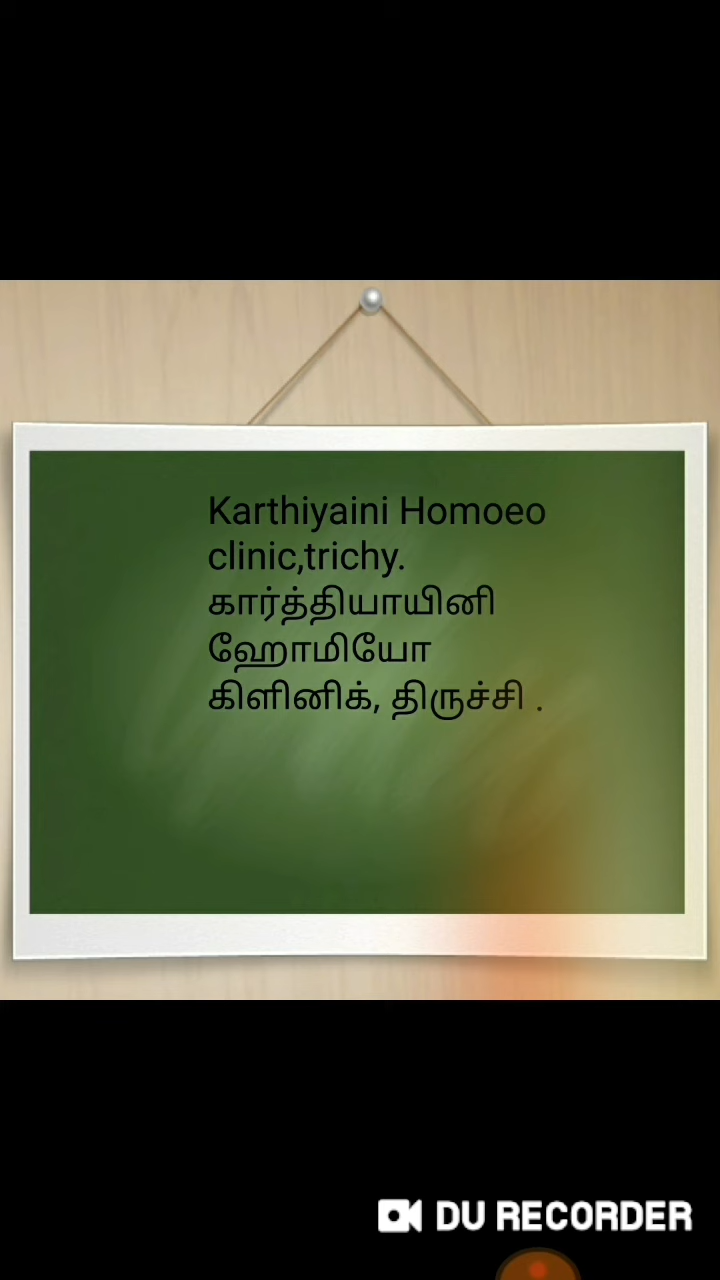 Karthiyaini Homoeo
clinic,trichy.
கார்த்தியாயினி
ஹோமியோ
கிளினிக், திருச்சி .
DU RECORDER